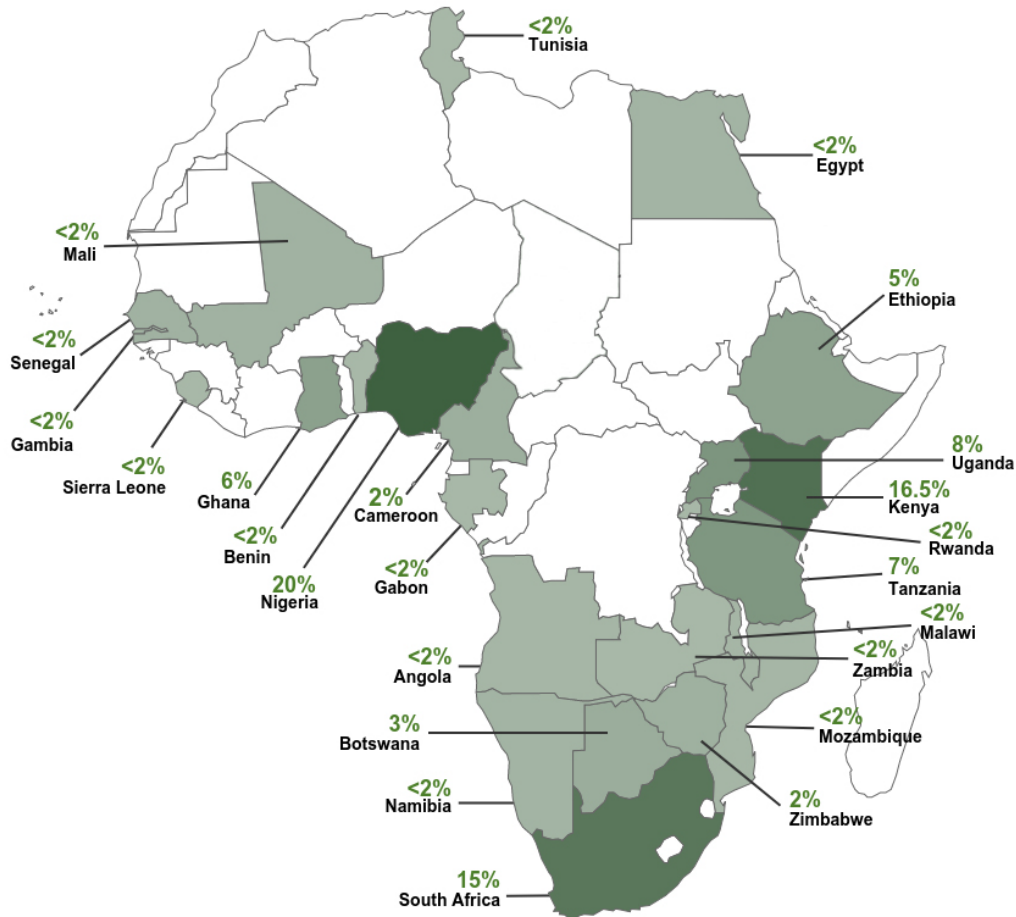 <2%
Tunisia
<2%
Egypt
<2%
Mali
5%
Ethiopia
<2%
Senegal
<2%
Gambia
<2%
Sierra Leone
6%
Ghana
<2%
Benin
20%
Nigeria
2%
Cameroon
<2%
Gabon
8%
Uganda
16.5%
Kenya
<2%
Rwanda
7%
Tanzania
<2%
Malawi
<2%
Zambia
<2%
Angola
3%
Botswana
<2%
Mozambique
<2%
Namibia
2%
Zimbabwe
15%
South Africa